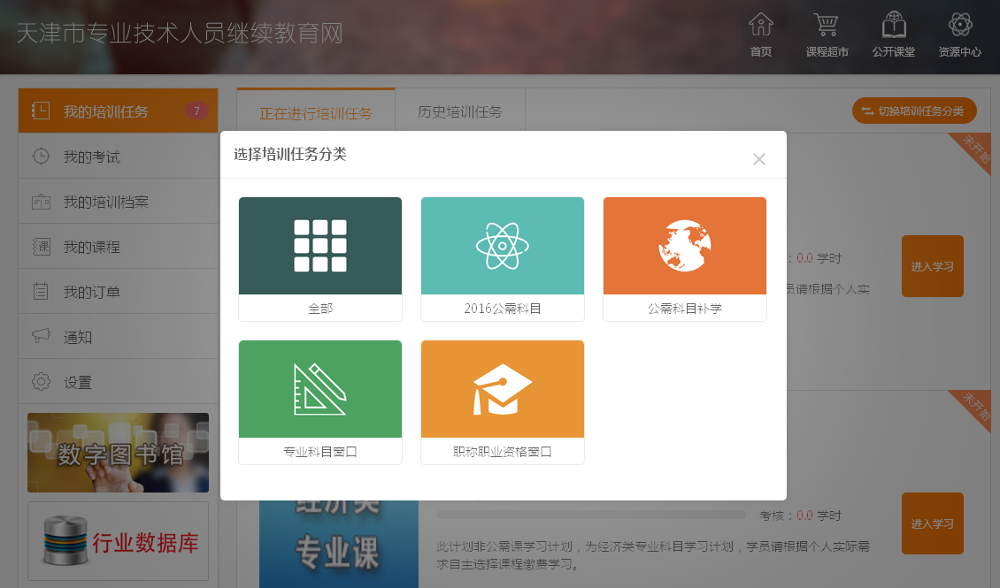 天津市专业技术人员继续教育网
首页
课程超市
公开课堂
资源中心
我的培训任务
7
正在进行培训任务
历史培训任务
切换培训任务分类
未开始
我的考试
我的培训档案
课
我的课程
我的订单
通知
设置
选择培训任务分类
全部
2016公需科目
公需科目补学
专业科目窗口
职称职业资格窗口
：0.0 学时
进入学习
员请根据个人实
未开始
数字图书馆
行业数据库
经济类
专业课
考核：0.0 学时
进入学习
此计划非公需课学习计划，为经济类专业科目学习计划，学员请根据个人实际需
求自主选择课程缴费学习。